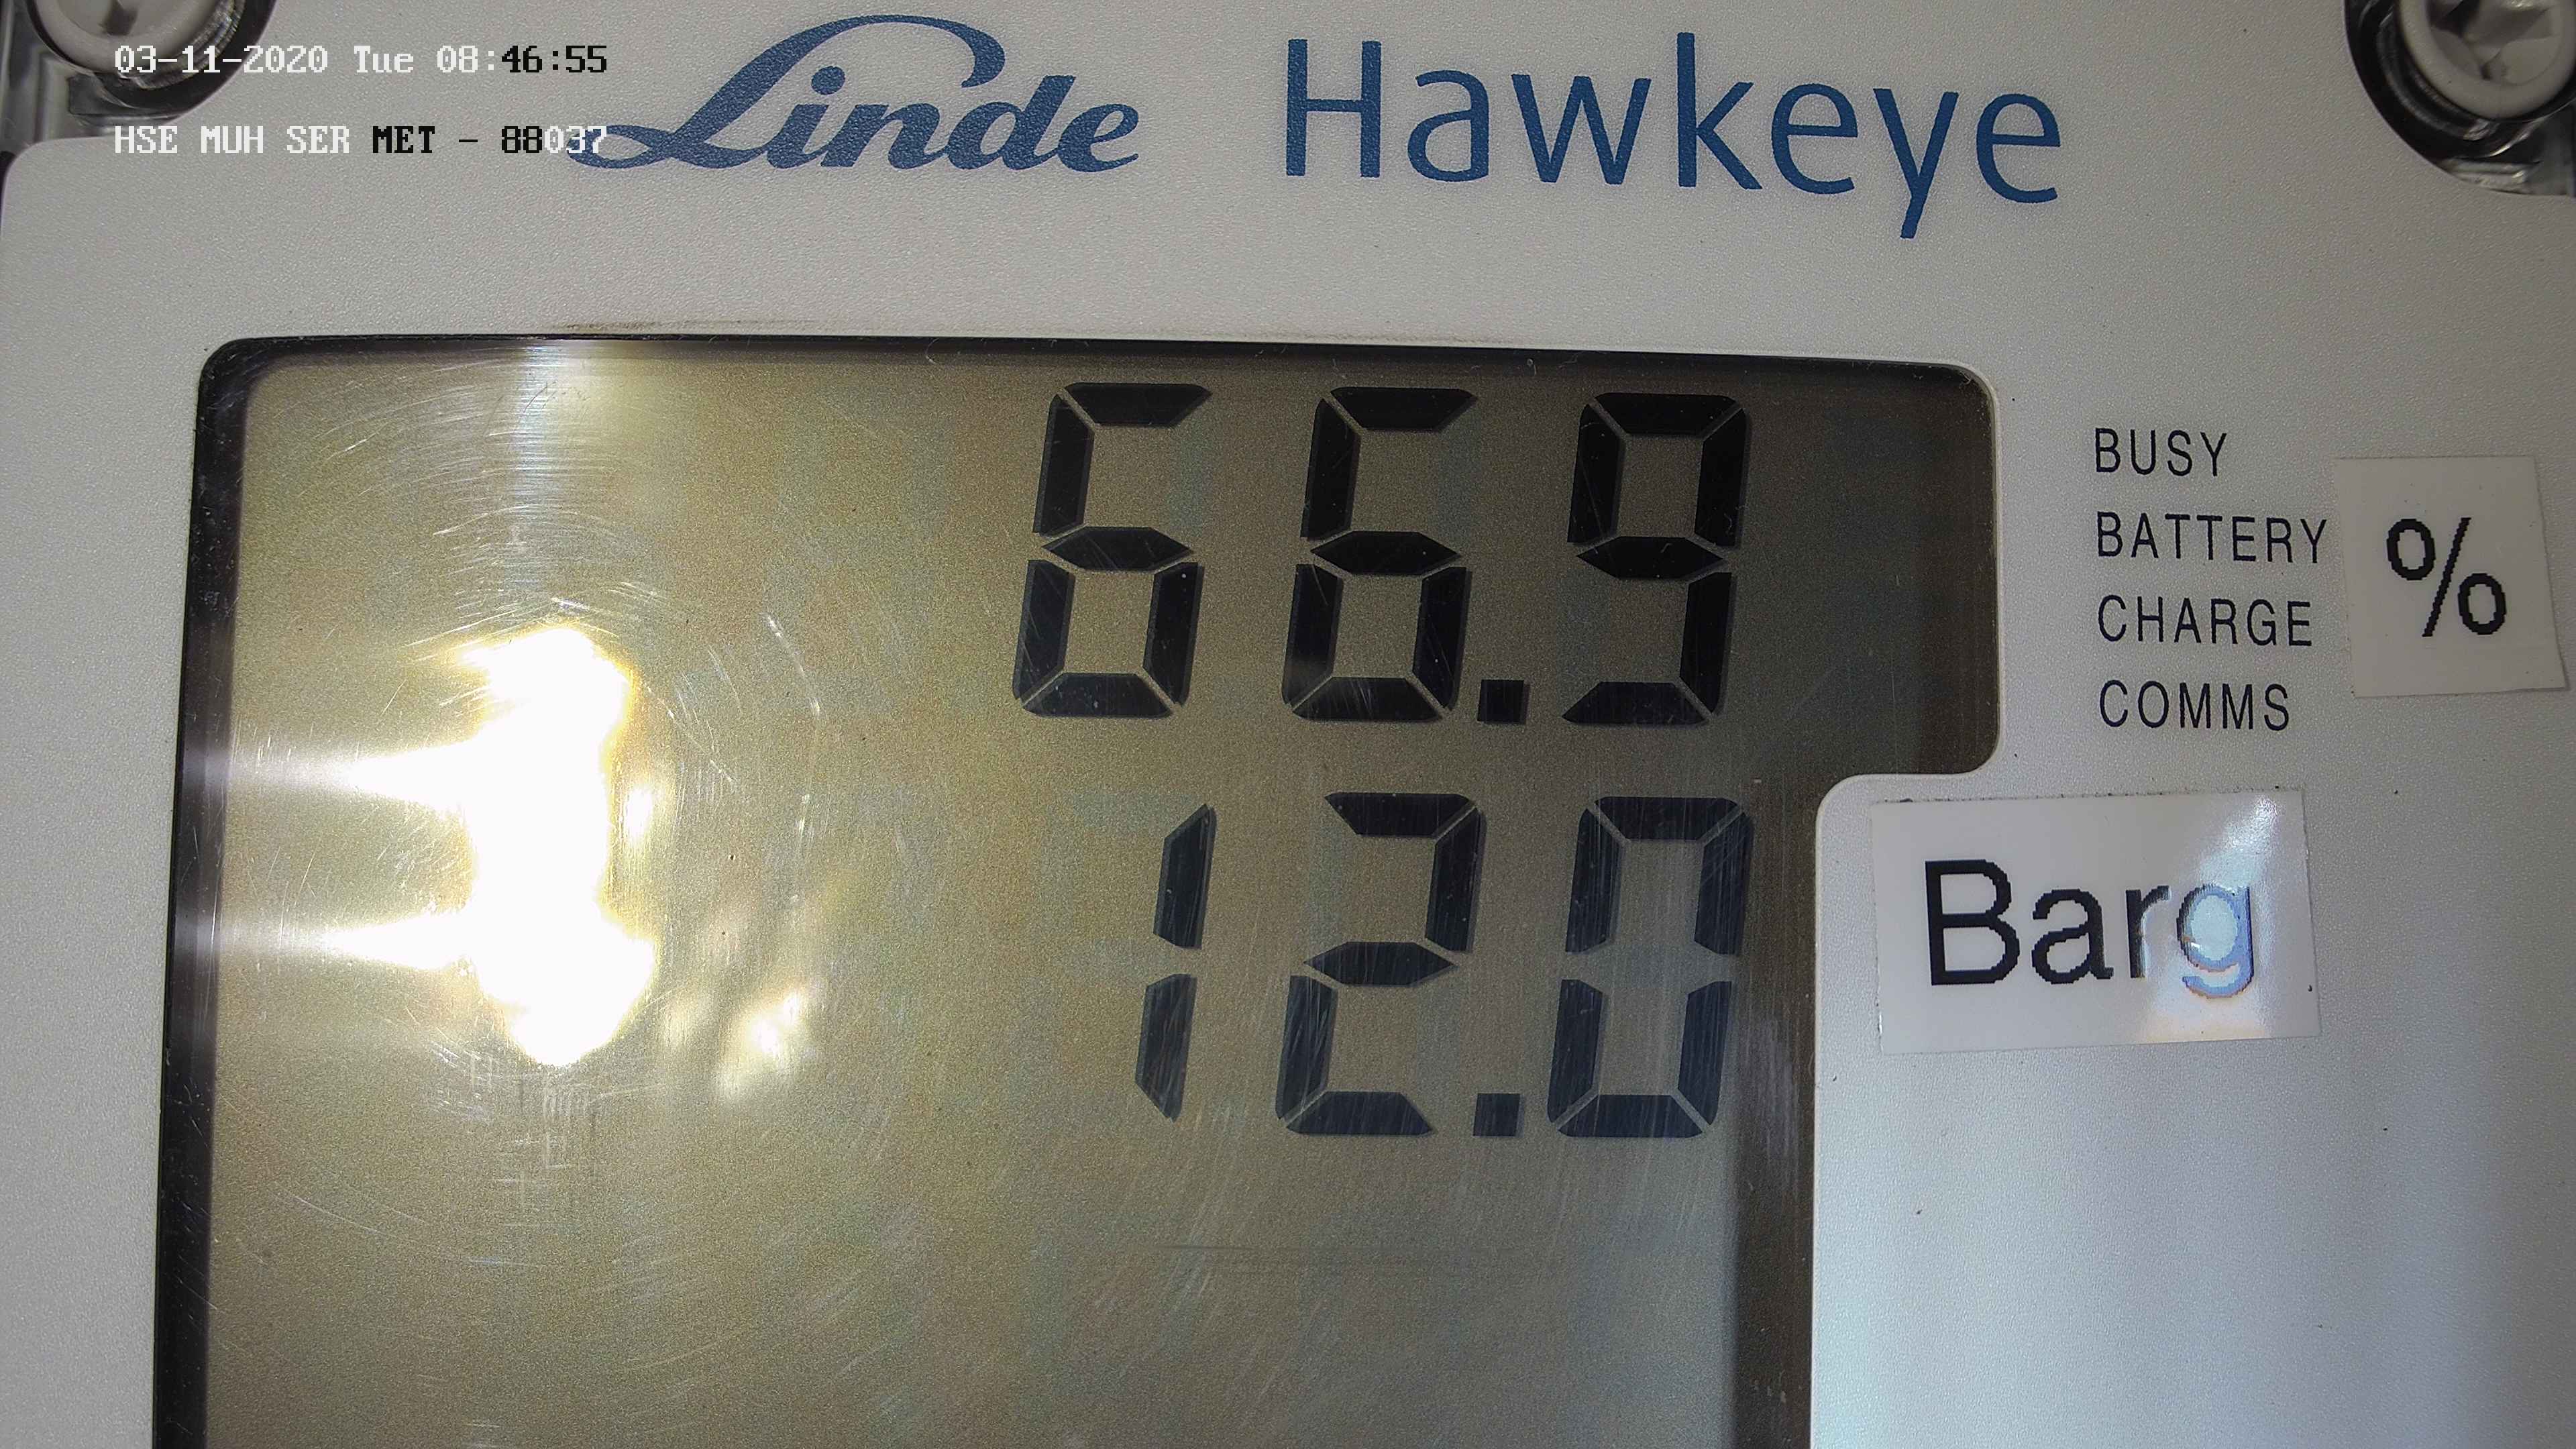 03-11-2020 Tue 08:46:55
HSE MUH SER MET - 88037
Linde Hawkeye
66.9
BUSY
BATTERY
CHARGE
COMMS
%
12.0
Barg